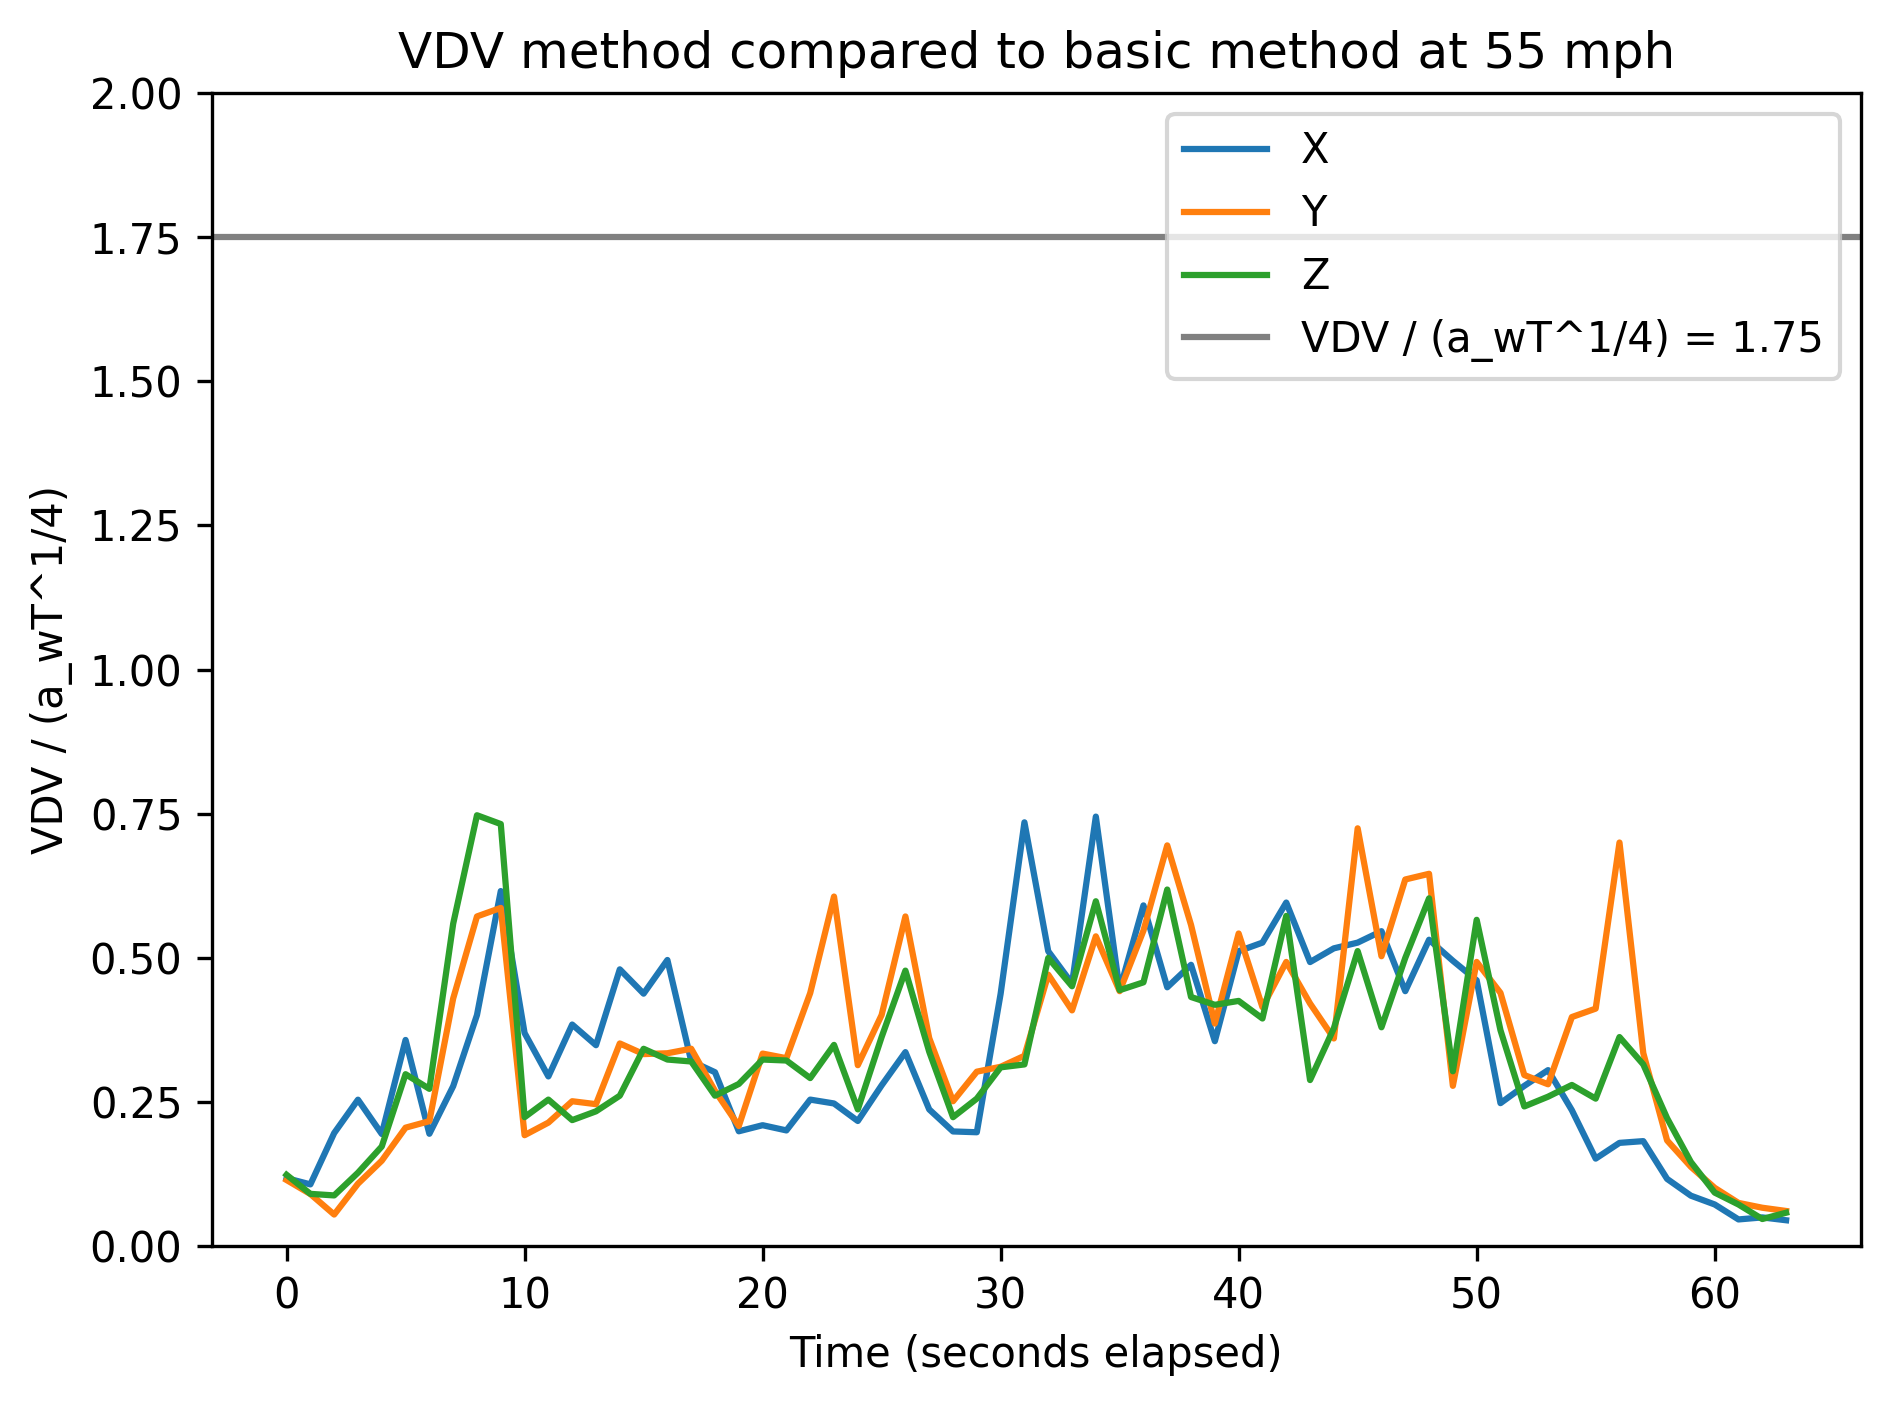 VDV method compared to basic method at 55 mph
2.00
1.75
1.50
1.25
1.00
0.75
0.50
0.25
0.00
VDV / (a_wT^1/4)
X
Y
Z
VDV / (a_wT^1/4) = 1.75
0 10 20 30 40 50 60
Time (seconds elapsed)